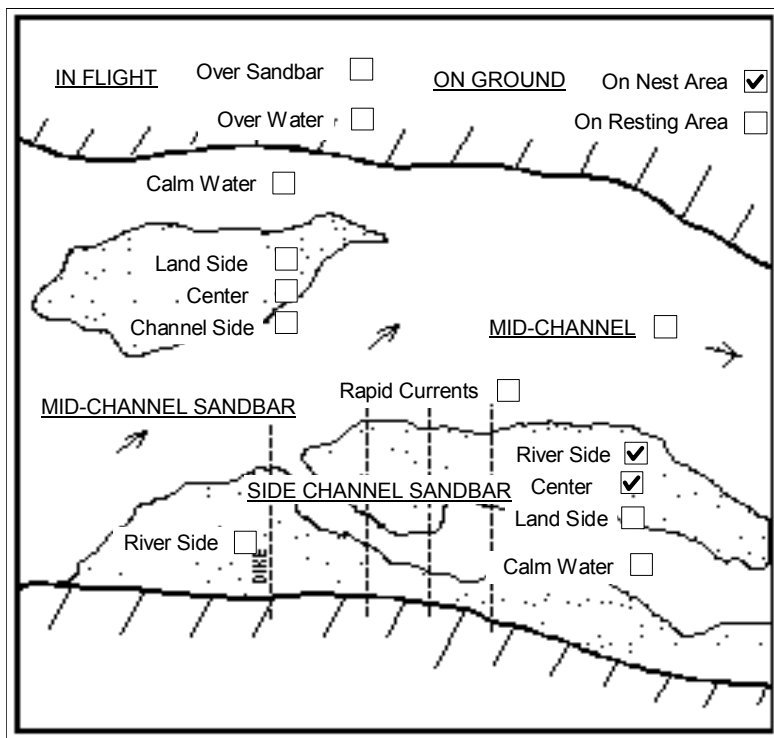 IN FLIGHT Over Sandbar ON GROUND On Nest Area
Over Water On Resting Area
Calm Water
Land Side
Center
Channel Side MID-CHANNEL
Rapid Currents
MID-CHANNEL SANDBAR
River Side
SIDE CHANNEL SANDBAR Center
Land Side
River Side
DIKE
Calm Water